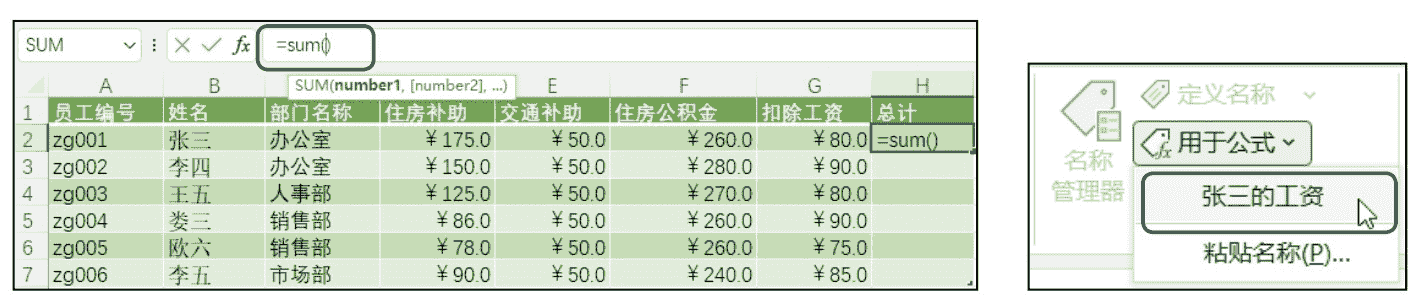 SUM fx =sum()
SUM(number1, [number2], ...)
A B E F G H
1 员工编号 姓名 部门名称 住房补助 交通补助 住房公积金 扣除工资 总计
2 zg001 张三 办公室 ￥175.0 ￥50.0 ￥260.0 ￥80.0 =sum()
3 zg002 李四 办公室 ￥150.0 ￥50.0 ￥280.0 ￥90.0
4 zg003 王五 人事部 ￥125.0 ￥50.0 ￥270.0 ￥80.0
5 zg004 娄三 销售部 ￥86.0 ￥50.0 ￥260.0 ￥90.0
6 zg005 欧六 销售部 ￥78.0 ￥50.0 ￥260.0 ￥75.0
7 zg006 李五 市场部 ￥90.0 ￥50.0 ￥240.0 ￥85.0
名称
管理器
定义名称
用于公式
张三的工资
粘贴名称(P)...